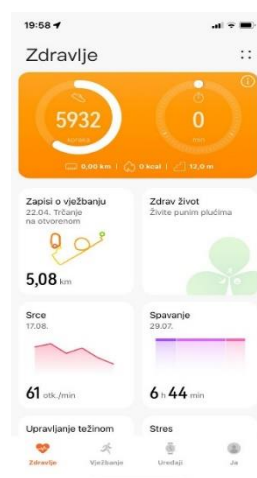 19:58
Zdravlje
5932
koraka
0
min
0,00 km | 0 kcal | 12,0 m
Zapisi o vježbanju
22.04. Trčanje
na otvorenom
5,08 km
Zdrav život
Živite punim plućima
Srce
17.08.
61 otk./min
Spavanje
29.07.
6 h 44 min
Upravljanje težinom
Stres
Zdravlje
Vježbanje
Uređaji
Ja